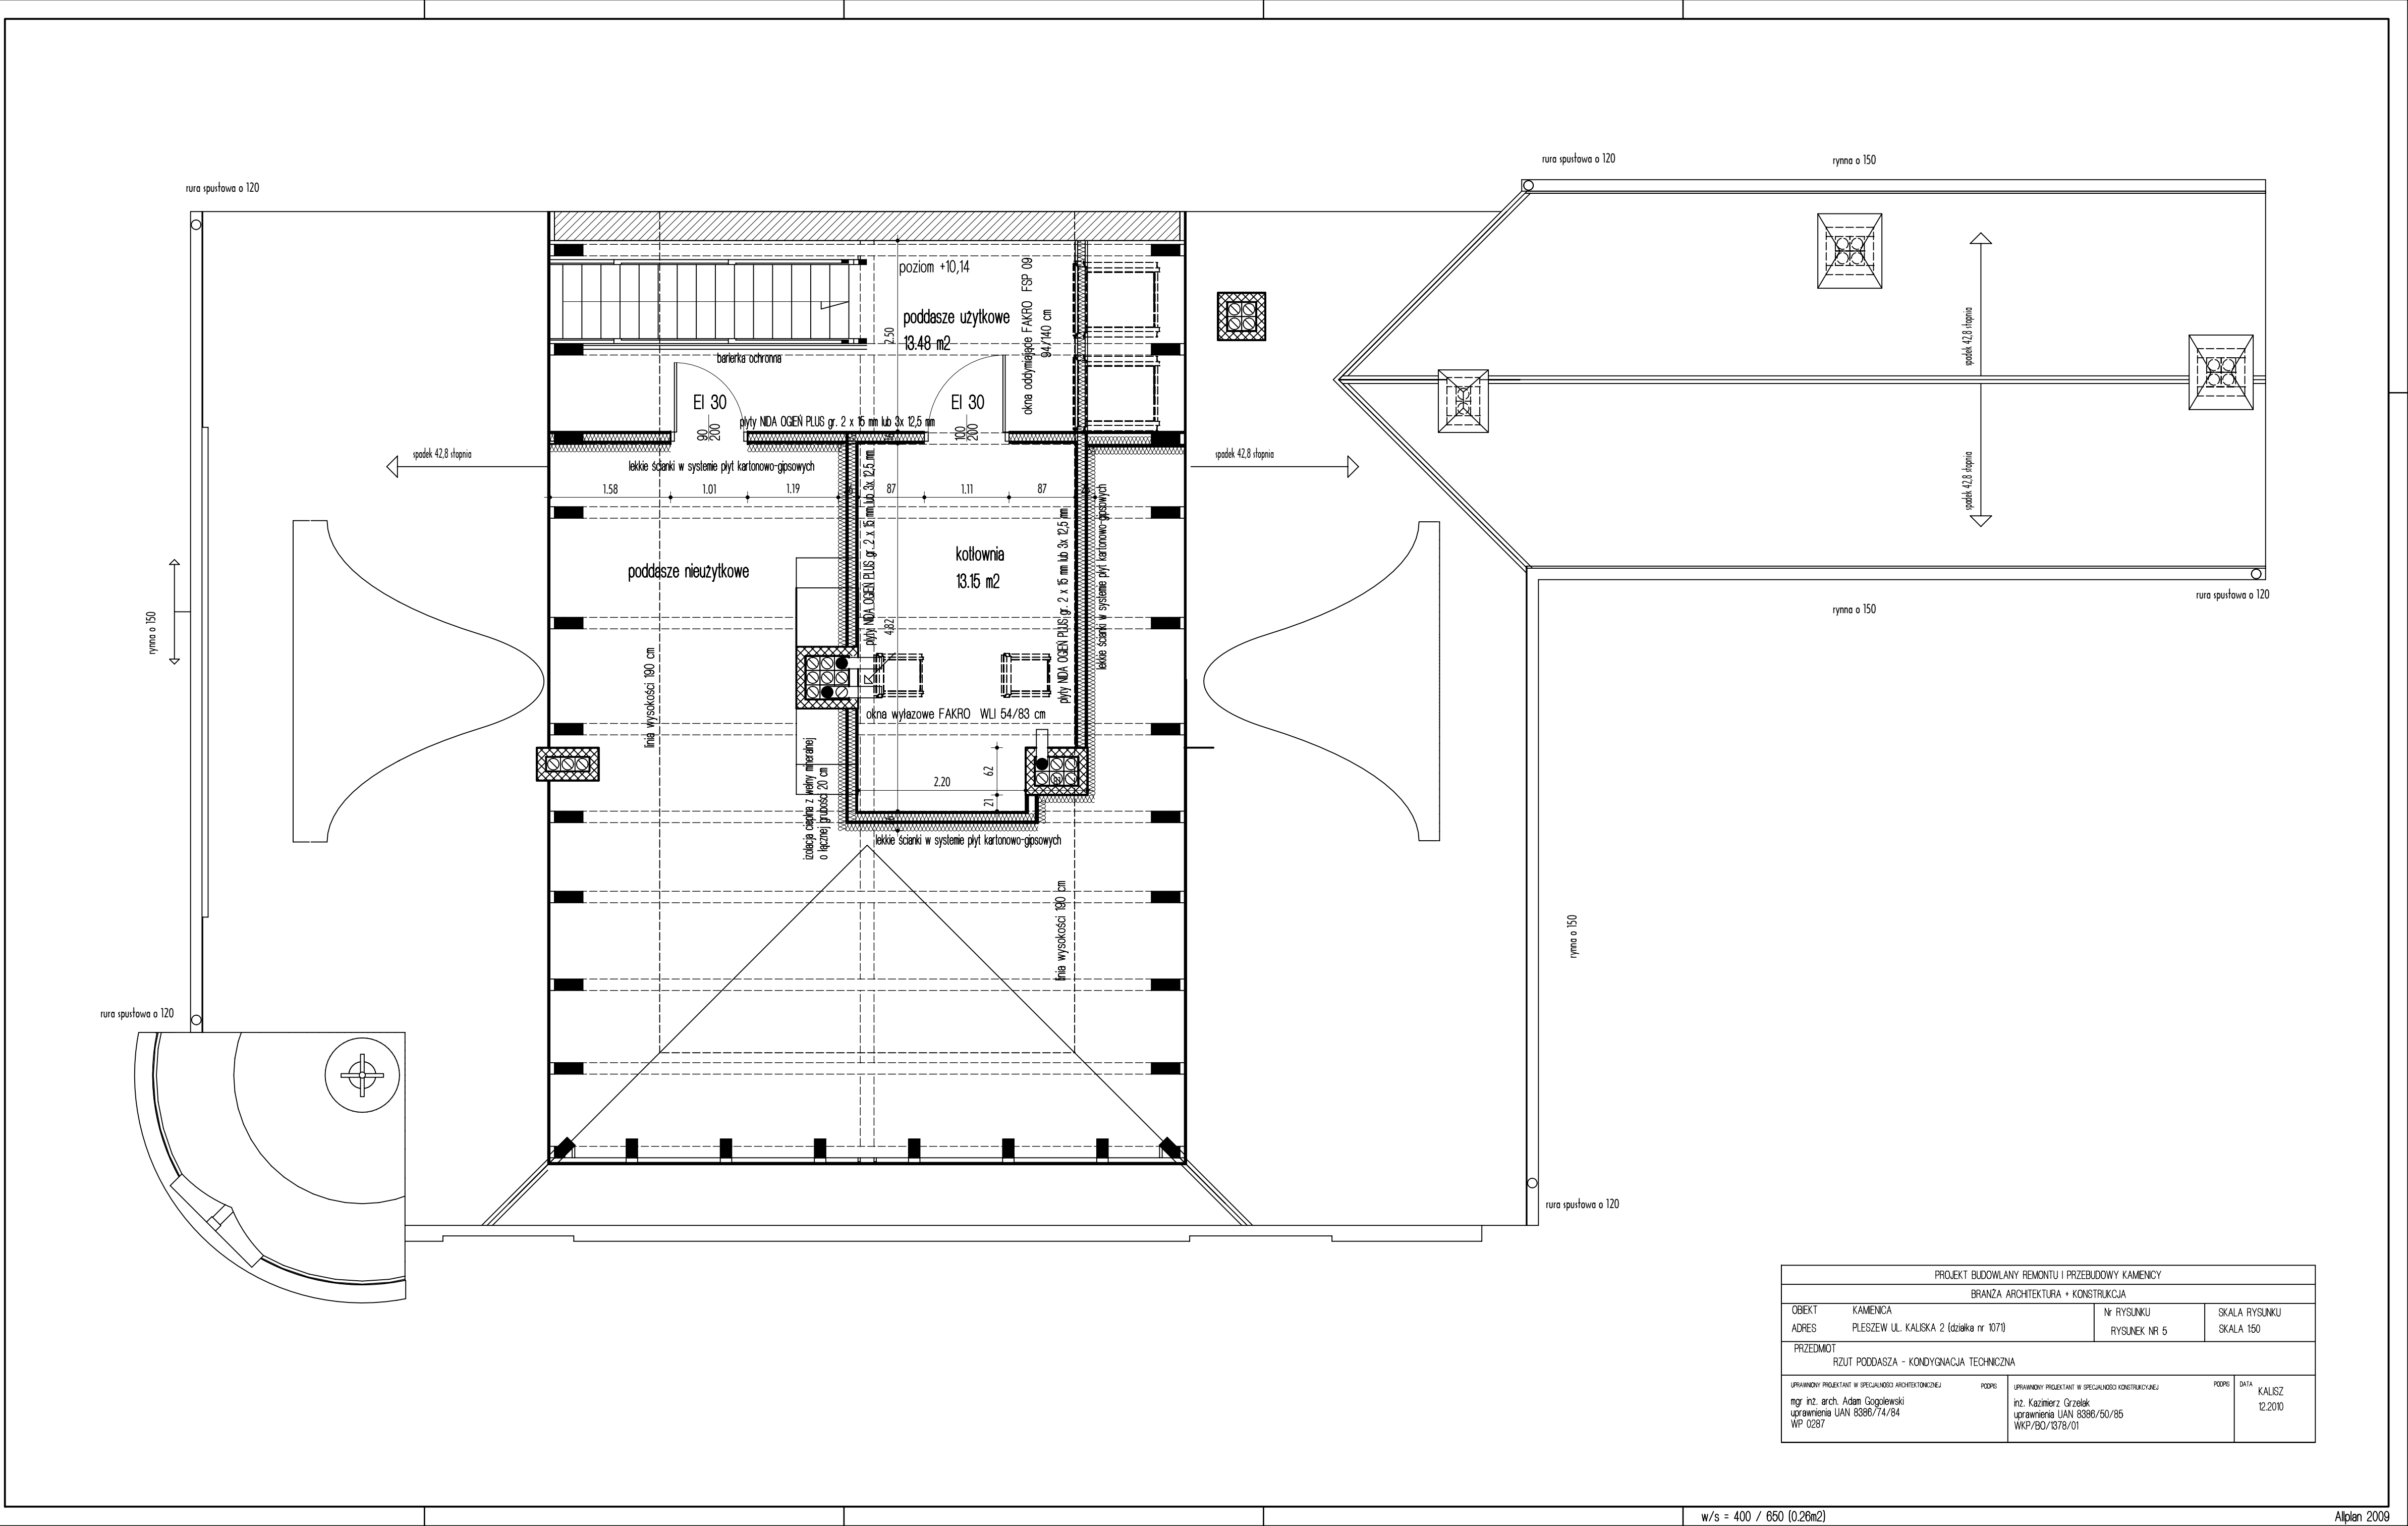 rura spustowa o 120
rynna o 150
rura spustowa o 120
poziom +10,14
poddasze użytkowe
13.48 m2
2.50
okna oddymiające FAKRO FSP 09
94/140 cm
barierka ochronna
EI 30
90
200
EI 30
100
200
płyty NIDA OGIEŃ PLUS gr. 2 x 15 mm lub 3x 12,5 mm
spadek 42,8 stopnia
spadek 42,8 stopnia
spadek 42,8 stopnia
spadek 42,8 stopnia
lekkie ścianki w systemie płyt kartonowo-gipsowych
1.58
1.01
1.19
87
1.11
87
płyty NIDA OGIEŃ PLUS gr. 2 x 15 mm lub 3x 12,5 mm
płyty NIDA OGIEŃ PLUS gr. 2 x 15 mm lub 3x 12,5 mm
lekkie ścianki w systemie płyt kartonowo-gipsowych
kotłownia
13.15 m2
poddasze nieużytkowe
4.82
rynna o 150
rura spustowa o 120
rynna o 150
linia wysokości 190 cm
okna wyłazowe FAKRO WLI 54/83 cm
izolacja cieplna z wełny mineralnej
o łącznej grubości 20 cm
2.20
62
21
lekkie ścianki w systemie płyt kartonowo-gipsowych
linia wysokości 190 cm
rynna o 150
rura spustowa o 120
rura spustowa o 120
PROJEKT BUDOWLANY REMONTU I PRZEBUDOWY KAMIENICY
BRANŻA ARCHITEKTURA + KONSTRUKCJA
OBIEKT KAMIENICA
ADRES PLESZEW UL. KALISKA 2 (działka nr 1071)
Nr RYSUNKU
RYSUNEK NR 5
SKALA RYSUNKU
SKALA 1:50
PRZEDMIOT
RZUT PODDASZA - KONDYGNACJA TECHNICZNA
UPRAWNIONY PROJEKTANT W SPECJALNOŚCI ARCHITEKTONICZNEJ PODPIS
mgr inż. arch. Adam Gogolewski
uprawnienia UAN 8386/74/84
WP 0287
UPRAWNIONY PROJEKTANT W SPECJALNOŚCI KONSTRUKCYJNEJ PODPIS
inż. Kazimierz Grzelak
uprawnienia UAN 8386/50/85
WKP/BO/1378/01
DATA
KALISZ
12.2010
w/s = 400 / 650 (0.26m2)
Allplan 2009